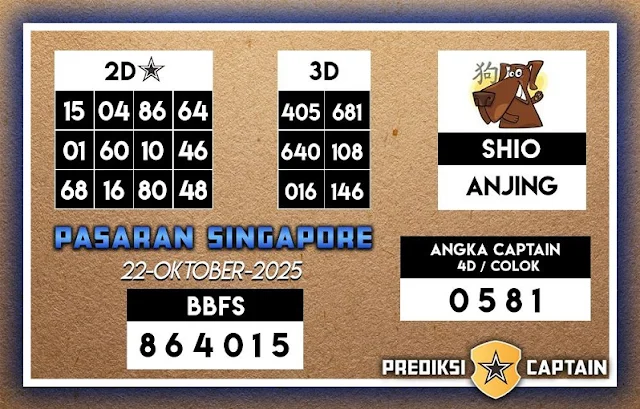 2D
15 04 86 64
01 60 10 46
68 16 80 48
3D
405 681
640 108
016 146
狗
SHIO
ANJING
PASARAN SINGAPORE
22-OKTOBER-2025
BBFS
864015
ANGKA CAPTAIN
4D / COLOK
0581
PREDIKSI CAPTAIN